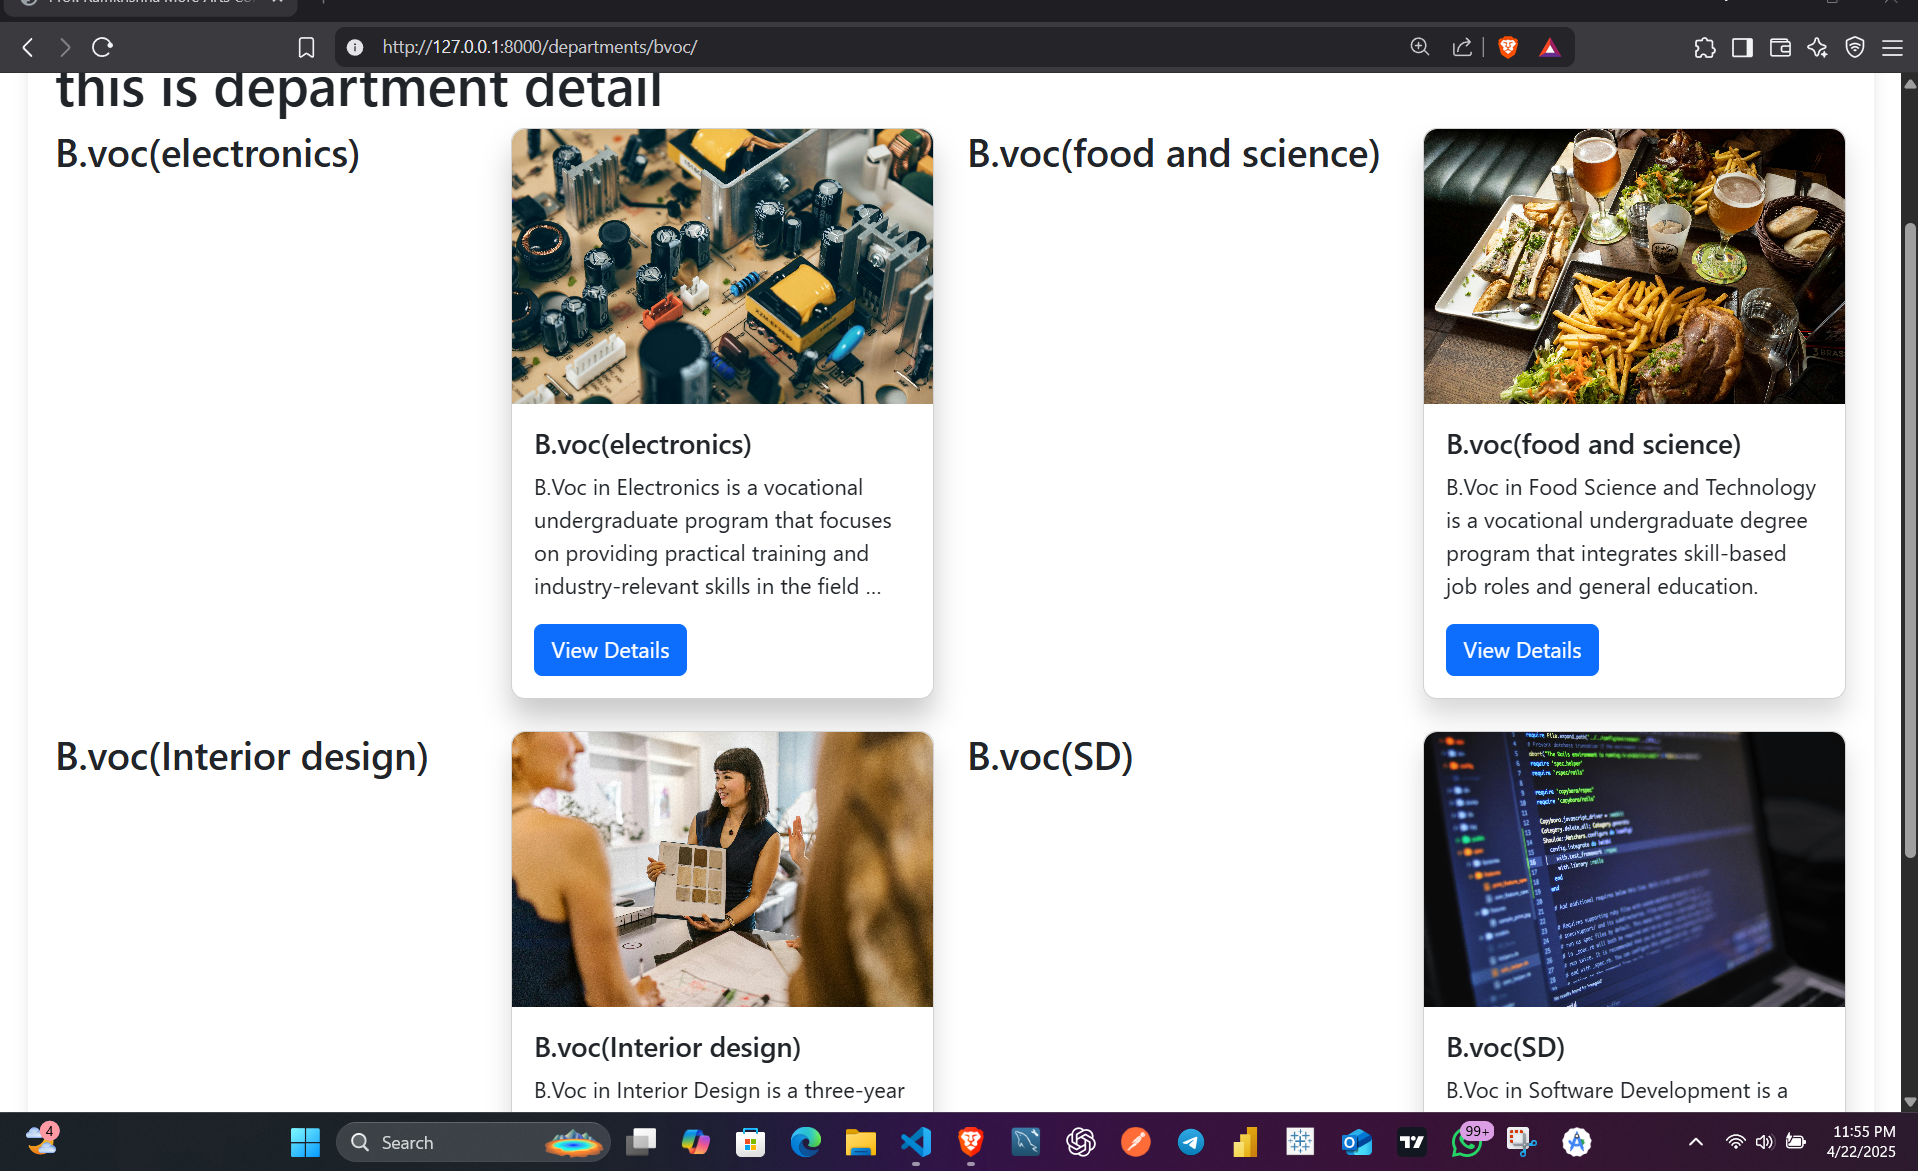 http://127.0.0.1:8000/departments/bvoc/
this is department detail
B.voc(electronics)
B.voc(electronics)
B.Voc in Electronics is a vocational
undergraduate program that focuses
on providing practical training and
industry-relevant skills in the field ...
View Details
B.voc(food and science)
B.voc(food and science)
B.Voc in Food Science and Technology
is a vocational undergraduate degree
program that integrates skill-based
job roles and general education.
View Details
B.voc(Interior design)
B.voc(Interior design)
B.Voc in Interior Design is a three-year
B.voc(SD)
B.voc(SD)
B.Voc in Software Development is a
4
Search
99+
11:55 PM
4/22/2025